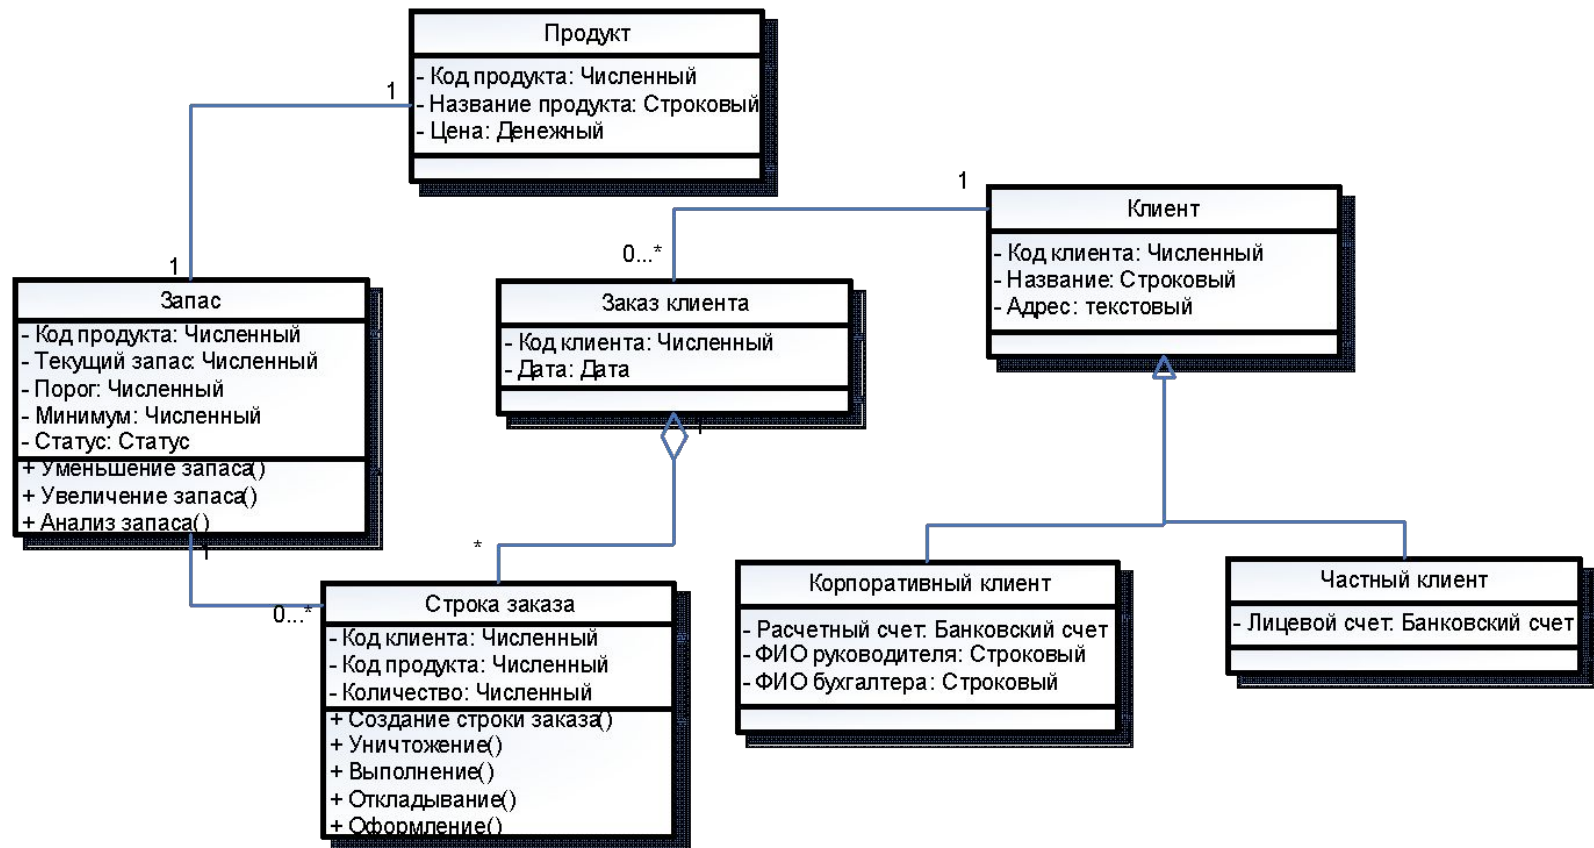 Продукт
- Код продукта: Численный
- Название продукта: Строковый
- Цена: Денежный
1
1
Клиент
- Код клиента: Численный
- Название: Строковый
- Адрес: текстовый
1
0...*
Запас
- Код продукта: Численный
- Текущий запас: Численный
- Порог: Численный
- Минимум: Численный
- Статус: Статус
+ Уменьшение запаса()
+ Увеличение запаса()
+ Анализ запаса()
Заказ клиента
- Код клиента: Численный
- Дата: Дата
1
*
1
0...*
Строка заказа
- Код клиента: Численный
- Код продукта: Численный
- Количество: Численный
+ Создание строки заказа()
+ Уничтожение()
+ Выполнение()
+ Откладывание()
+ Оформление()
Корпоративный клиент
- Расчетный счет: Банковский счет
- ФИО руководителя: Строковый
- ФИО бухгалтера: Строковый
Частный клиент
- Лицевой счет: Банковский счет